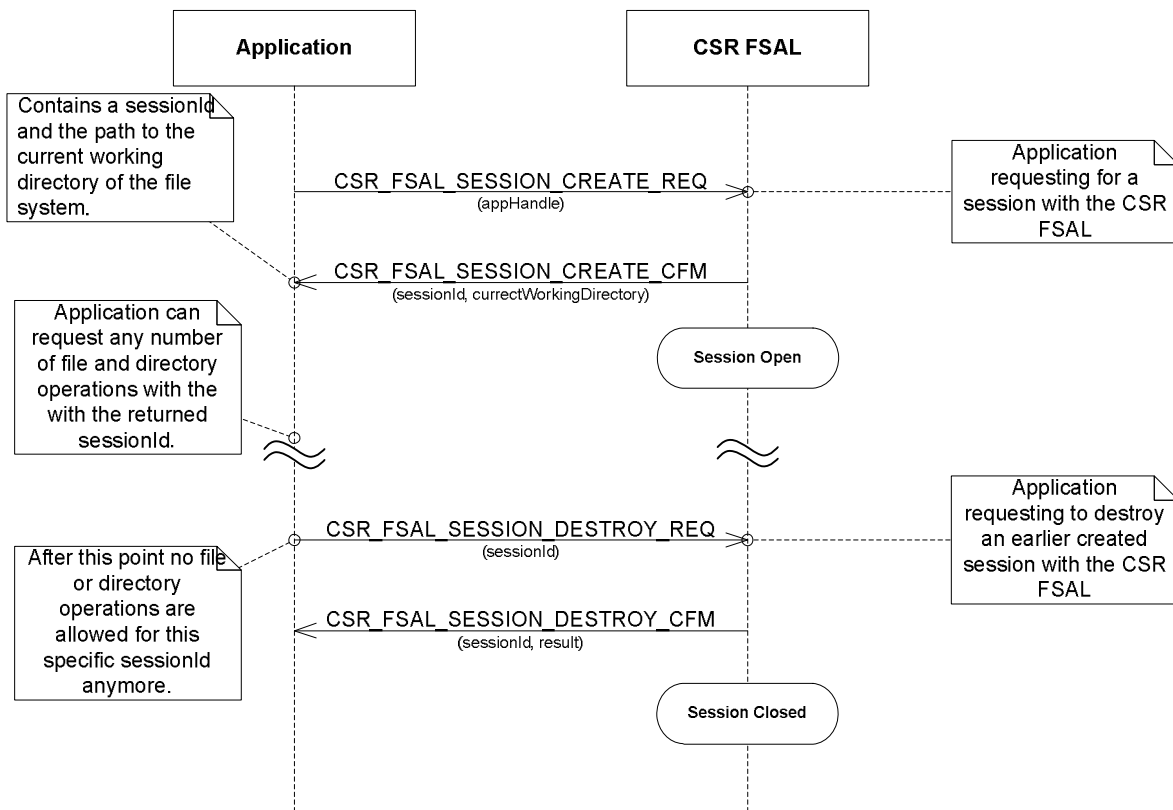 Application
CSR FSAL
Contains a sessionId
and the path to the
current working
directory of the file
system.
CSR_FSAL_SESSION_CREATE_REQ
(appHandle)
Application
requesting for a
session with the CSR
FSAL
CSR_FSAL_SESSION_CREATE_CFM
(sessionId, currectWorkingDirectory)
Application can
request any number
of file and directory
operations with the
with the returned
sessionId.
Session Open
CSR_FSAL_SESSION_DESTROY_REQ
(sessionId)
Application
requesting to destroy
an earlier created
session with the CSR
FSAL
After this point no file
or directory
operations are
allowed for this
specific sessionId
anymore.
CSR_FSAL_SESSION_DESTROY_CFM
(sessionId, result)
Session Closed